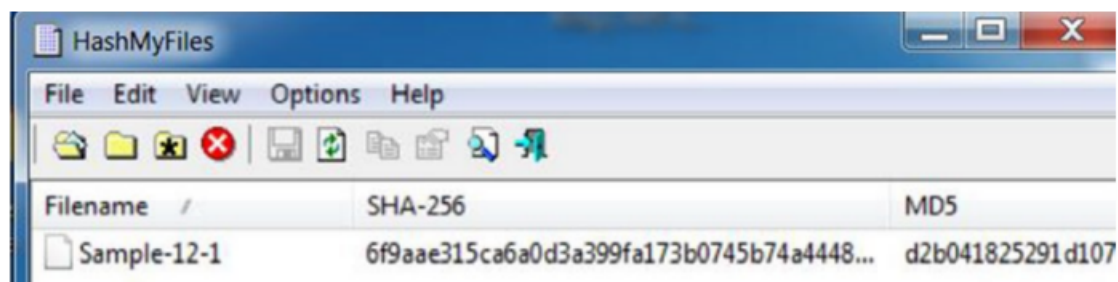 HashMyFiles
File Edit View Options Help
Filename / SHA-256 MD5
Sample-12-1 6f9aae315ca6a0d3a399fa173b0745b74a4448... d2b041825291d107